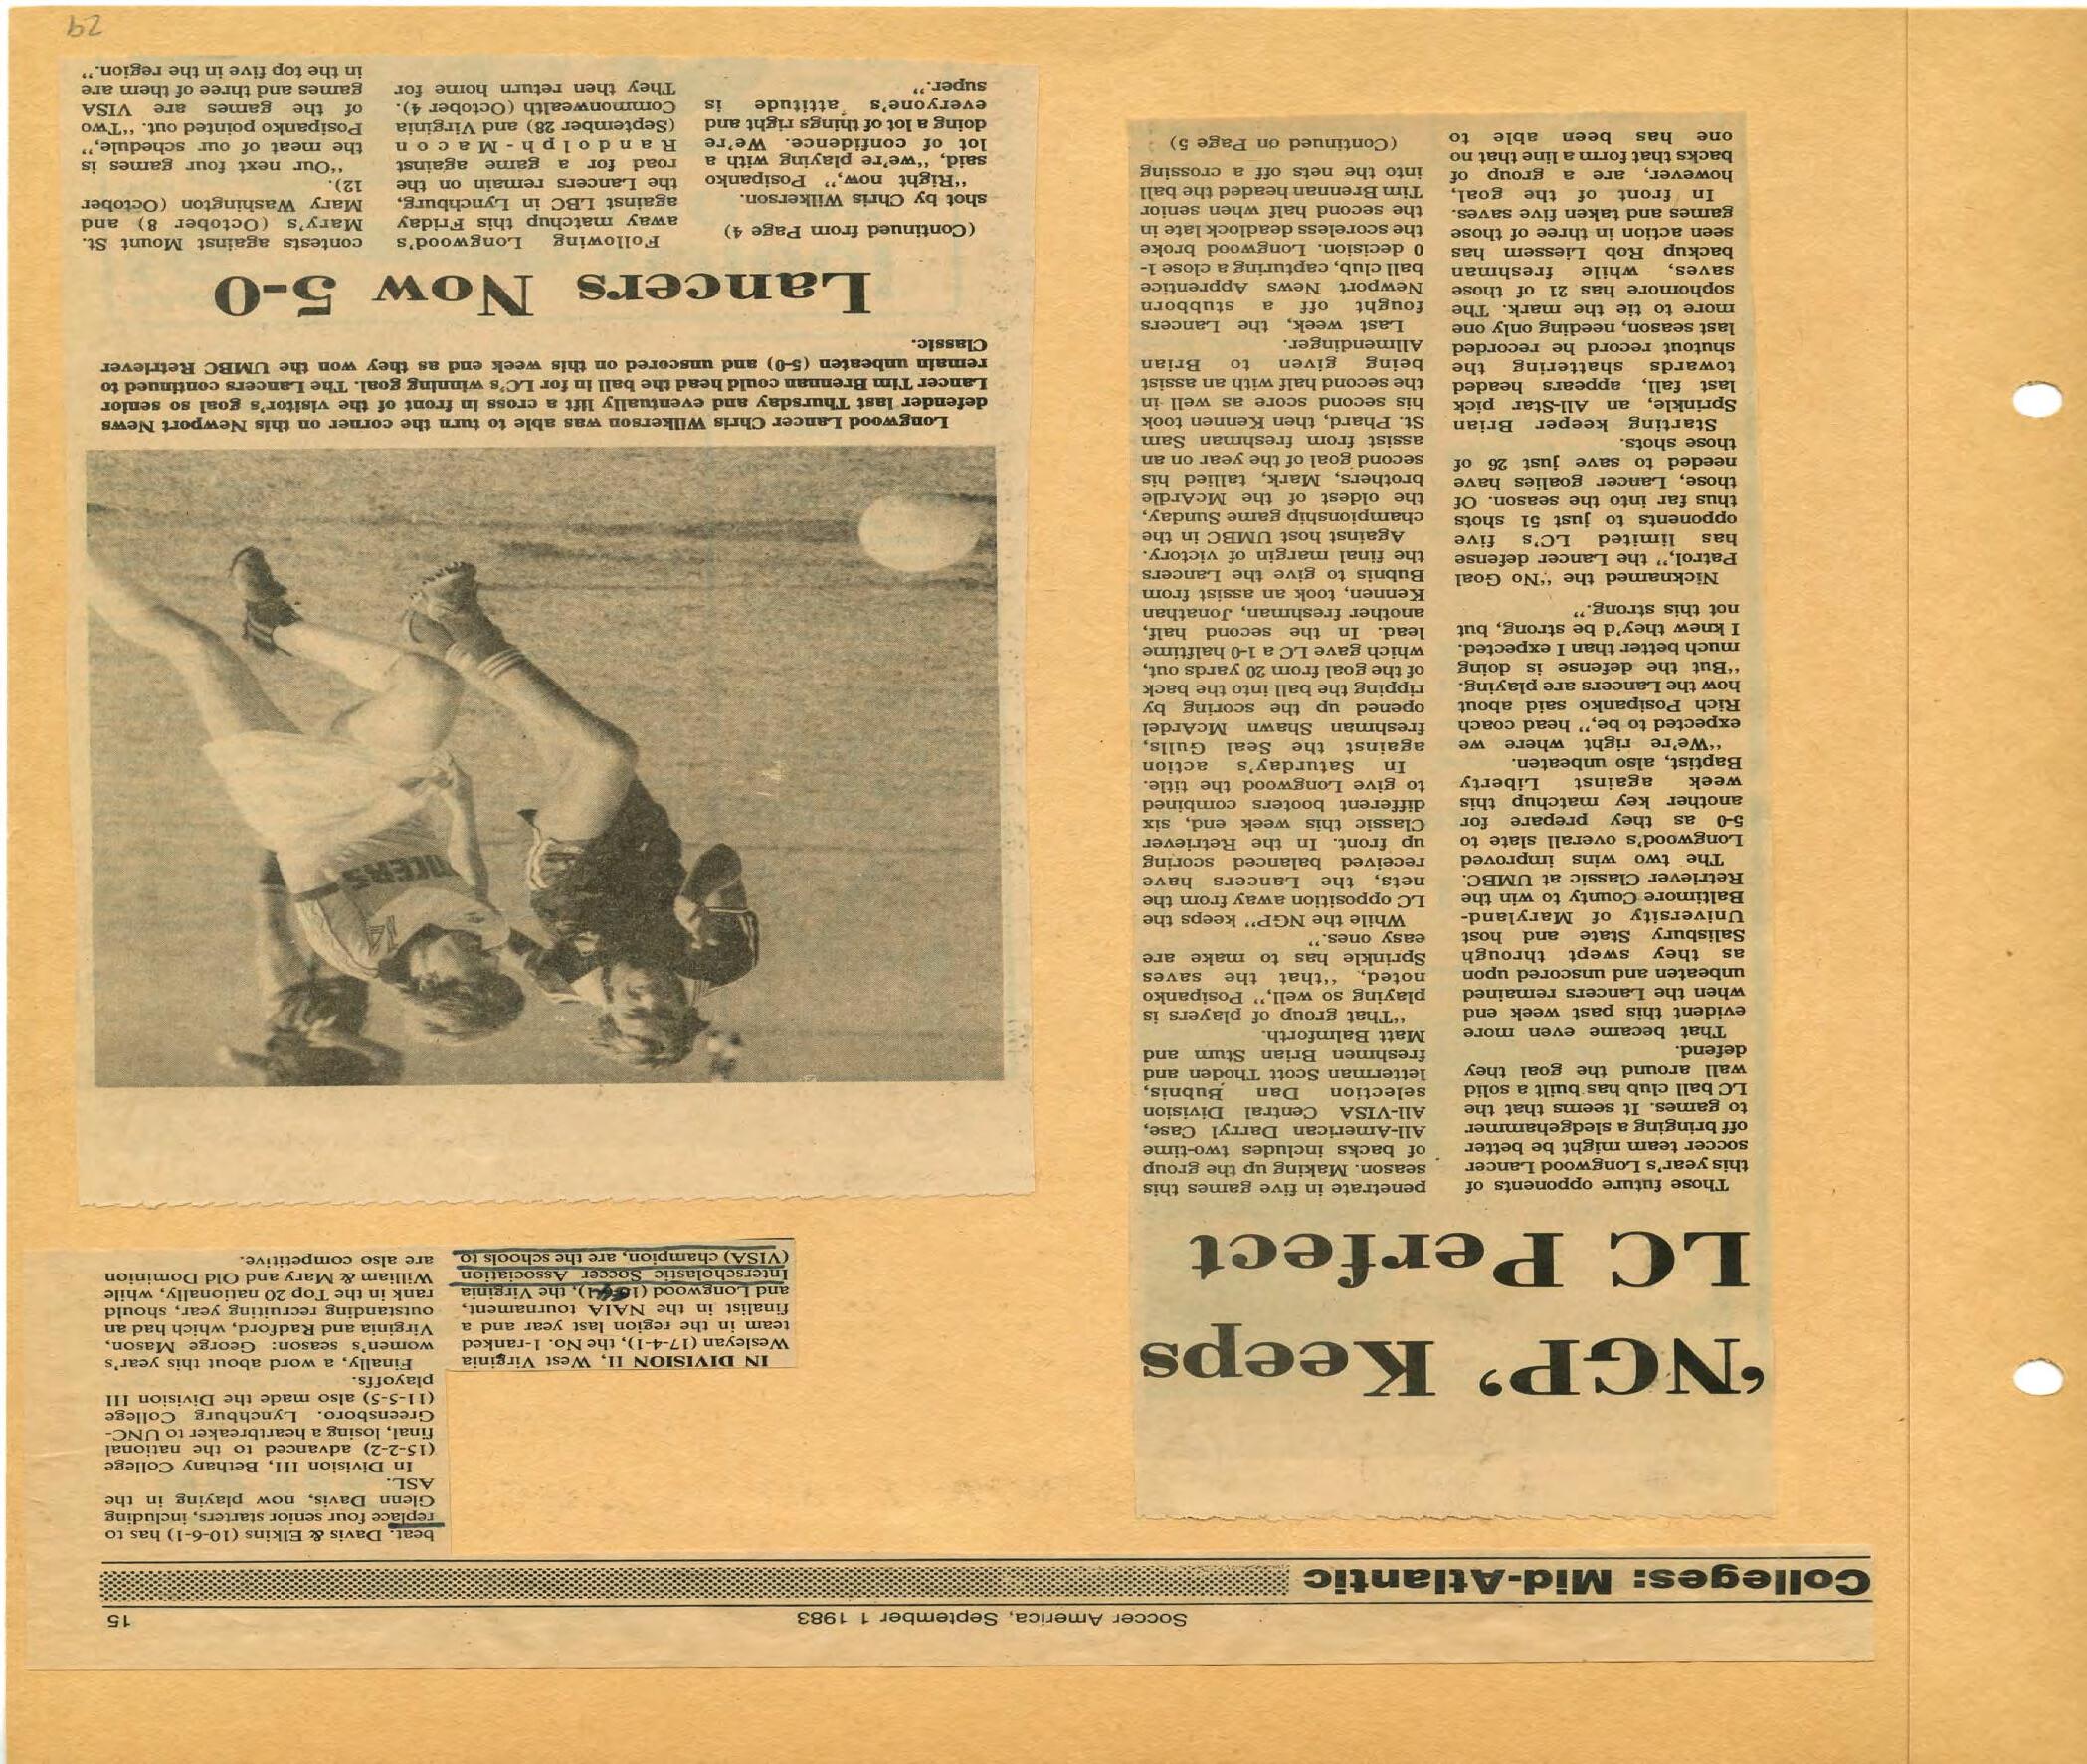 Soccer America, September 1 1983
15
Colleges: Mid-Atlantic
beat. Davis & Elkins (10-6-1) has to
replace four senior starters, including
Glenn Davis, now playing in the
ASL.
In Division III, Bethany College
(15-2-2) advanced to the national
final, losing a heartbreaker to UNC-
Greensboro. Lynchburg College
(11-5-5) also made the Division III
playoffs.
Finally, a word about this year's
women's season: George Mason,
Virginia and Radford, which had an
outstanding recruiting year, should
rank in the Top 20 nationally, while
William & Mary and Old Dominion
are also competitive.
IN DIVISION II, West Virginia
Wesleyan (17-4-1), the No. 1-ranked
team in the region last year and a
finalist in the NAIA tournament,
and Longwood the Virginia
Interscholastic Soccer Association
(VISA) champion, are the schools to
'NGP' Keeps
LC Perfect
Those future opponents of
this year's Longwood Lancer
soccer team might be better
off bringing a sledgehammer
to games. It seems that the
LC ball club has built a solid
wall around the goal they
defend.
That became even more
evident this past week end
when the Lancers remained
unbeaten and unscored upon
as they swept through
Salisbury State and host
University of Maryland-
Baltimore County to win the
Retriever Classic at UMBC.
The two wins improved
Longwood's overall slate to
5-0 as they prepare for
another key matchup this
week against Liberty
Baptist, also unbeaten.
"We're right where we
expected to be," head coach
Rich Posipanko said about
how the Lancers are playing.
"But the defense is doing
much better than I expected.
I knew they'd be strong, but
not this strong."
Nicknamed the "No Goal
Patrol," the Lancer defense
has limited LC's five
opponents to just 51 shots
thus far into the season. Of
those, Lancer goalies have
needed to save just 26 of
those shots.
Starting keeper Brian
Sprinkle, an All-Star pick
last fall, appears headed
towards shattering the
shutout record he recorded
last season, needing only one
more to tie the mark. The
sophomore has 21 of those
saves, while freshman
backup Rob Liessem has
seen action in three of those
games and taken five saves.
In front of the goal,
however, are a group of
backs that form a line that no
one has been able to
penetrate in five games this
season. Making up the group
of backs includes two-time
All-American Darryl Case,
All-VISA Central Division
selection Dan Bubnis,
letterman Scott Thoden and
freshmen Brian Stum and
Matt Balmforth.
"That group of players is
playing so well," Posipanko
noted, "that the saves
Sprinkle has to make are
easy ones."
While the NGP" keeps the
LC opposition away from the
nets, the Lancers have
received balanced scoring
up front. In the Retriever
Classic this week end, six
different booters combined
to give Longwood the title.
In Saturday's action
against the Seal Gulls,
freshman Shawn McArdel
opened up the scoring by
ripping the ball into the back
of the goal from 20 yards out,
which gave LC a 1-0 halftime
lead. In the second half,
another freshman, Jonathan
Kennen, took an assist from
Bubnis to give the Lancers
the final margin of victory.
Against host UMBC in the
championship game Sunday,
the oldest of the McArdle
brothers, Mark, tallied his
second goal of the year on an
assist from freshman Sam
St. Phard, then Kennen took
his second score as well in
the second half with an assist
being given to Brian
Allmendinger.
Last week, the Lancers
fought off a stubborn
Newport News Apprentice
ball club, capturing a close 1-
0 decision. Longwood broke
the scoreless deadlock late in
the second half when senior
Tim Brennan headed the ball
into the nets off a crossing
(Continued on Page 5)
NCERS
14
Longwood Lancer Chris Wilkerson was able to turn the corner on this Newport News
defender last Thursday and eventually lift a cross in front of the visitor's goal so senior
Lancer Tim Brennan could head the ball in for LC's winning goal. The Lancers continued to
remain unbeaten (5-0) and unscored on this week end as they won the UMBC Retriever
Classic.
Lancers Now 5-0
(Continued from Page 4)
shot by Chris Wilkerson.
"Right now," Posipanko
said, "we're playing with a
lot of confidence. We're
doing a lot of things right and
everyone's attitude is
super."
Following Longwood's
away matchup this Friday
against LBC in Lynchburg,
the Lancers remain on the
road for a game against
Randolph-Macon
(September 28) and Virginia
Commonwealth (October 4).
They then return home for
contests against Mount St.
Mary's (October 8) and
Mary Washington (October
12).
"Our next four games is
the meat of our schedule,"
Posipanko pointed out. "Two
of the games are VISA
games and three of them are
in the top five in the region."
29